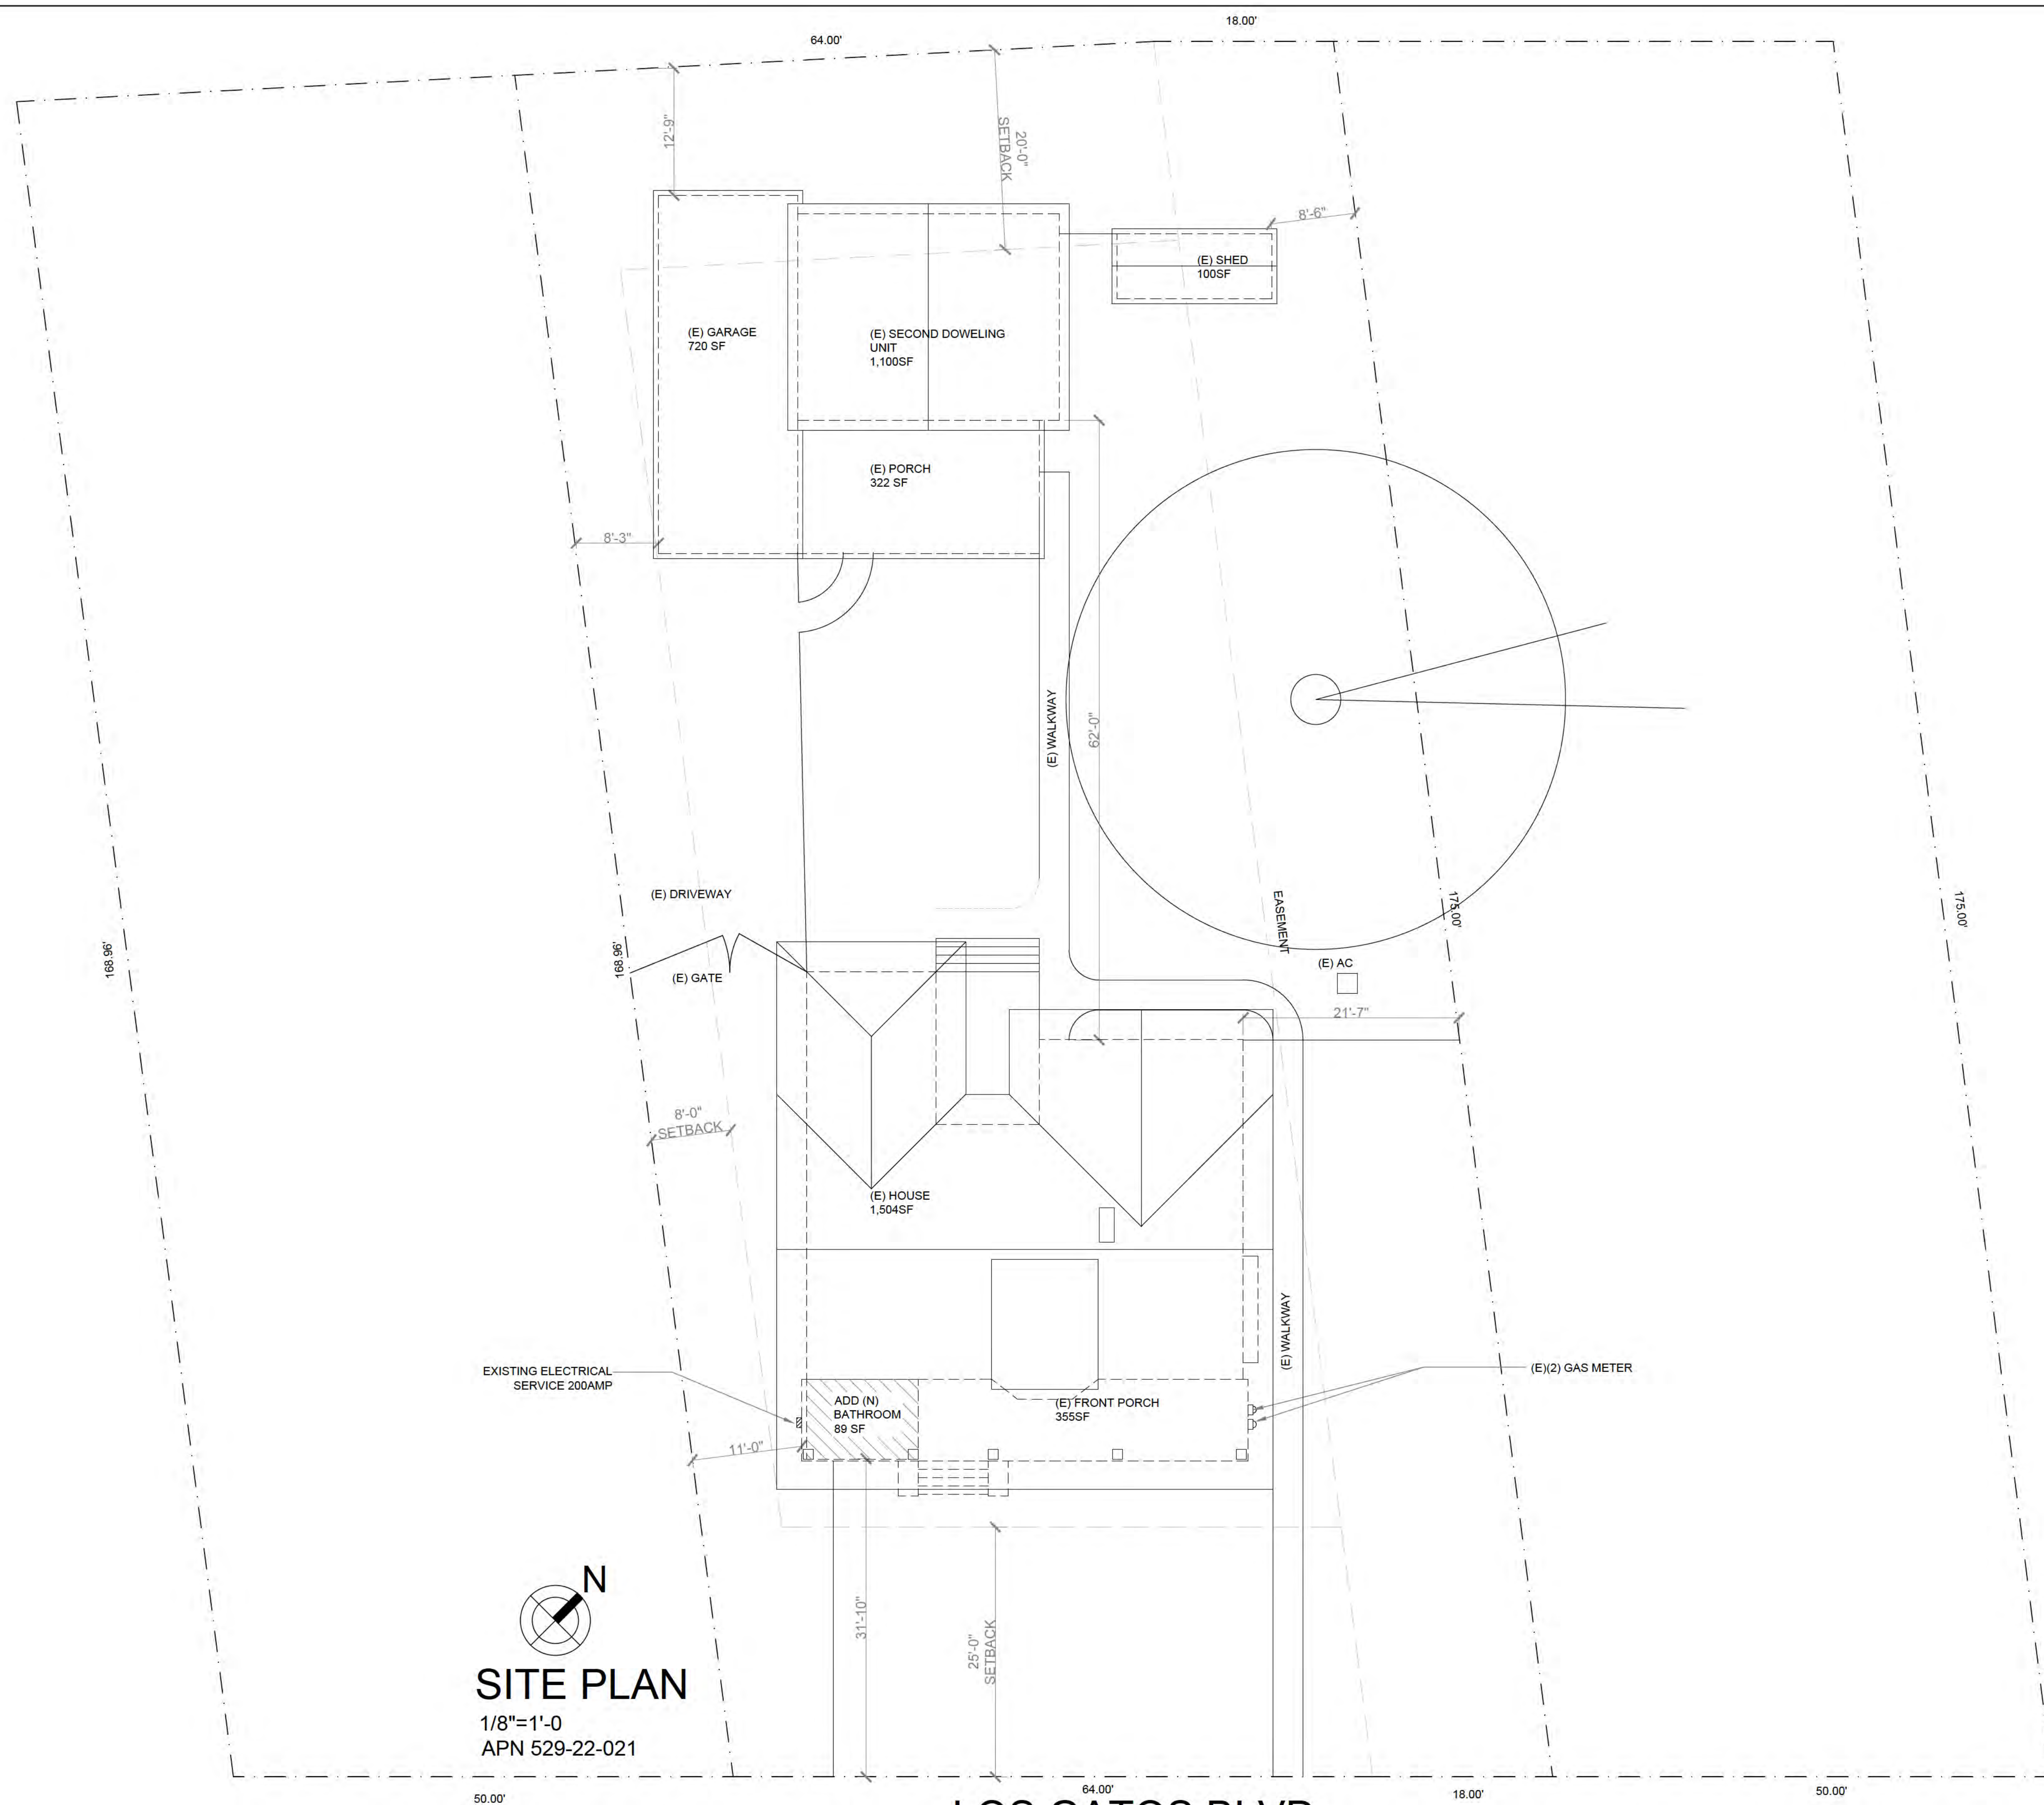 18.00'
64.00'
12'-9"
20'-0"
SETBACK
8'-6"
(E) SHED
100SF
(E) GARAGE
720 SF
(E) SECOND DOWELING
UNIT
1,100SF
(E) PORCH
322 SF
8'-3"
(E) WALKWAY
62'-0"
(E) DRIVEWAY
EASEMENT
175.00'
175.00'
168.96'
168.96'
(E) GATE
(E) AC
21'-7"
8'-0"
SETBACK
(E) HOUSE
1,504SF
(E) WALKWAY
EXISTING ELECTRICAL
SERVICE 200AMP
(E)(2) GAS METER
ADD (N)
BATHROOM
89 SF
(E) FRONT PORCH
355SF
11'-0"
31'-10"
25'-0"
SETBACK
N
SITE PLAN
1/8"=1'-0
APN 529-22-021
50.00'
64.00'
18.00'
50.00'
LOS GATOS BLVD